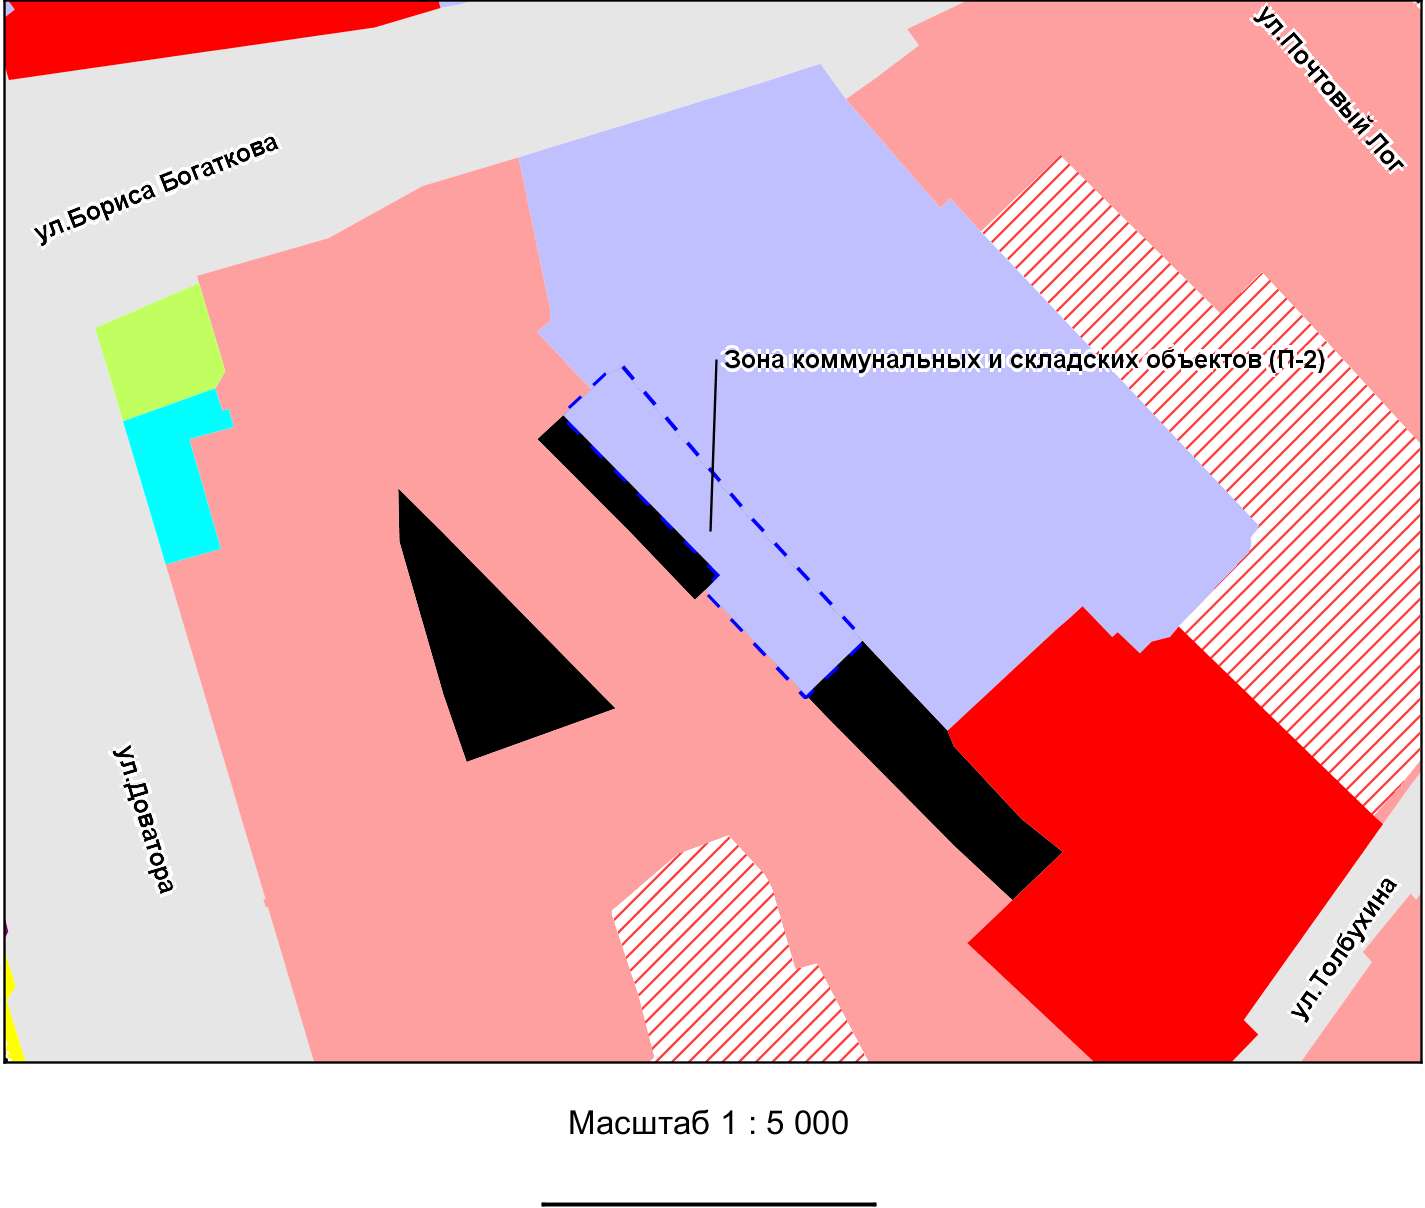 ул.Почтовый Лог
ул.Бориса Богаткова
Зона коммунальных и складских объектов (П-2)
ул.Доватора
ул.Толбухина
Масштаб 1 : 5 000